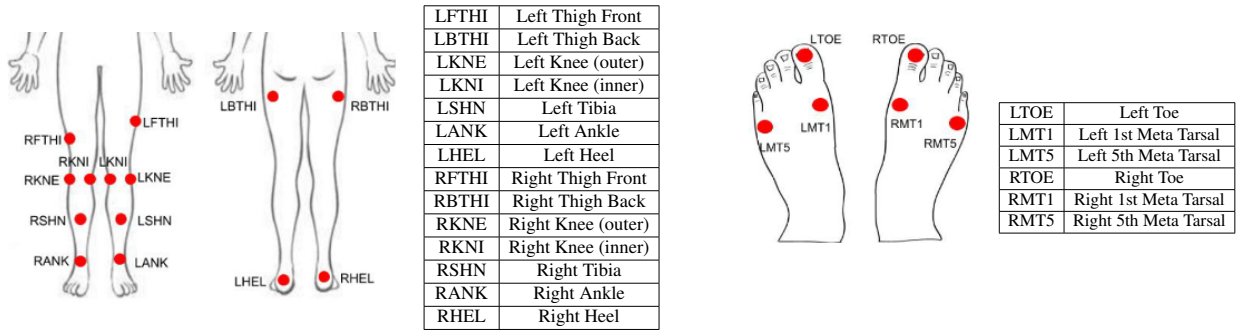 LFTHI
RFTHI
RKNI LKNI
RKNE
LKNE
RSHN
LSHN
RANK
LANK
LBTHI
RBTHI
LHEL
RHEL
LFTHI Left Thigh Front
LBTHI Left Thigh Back
LKNE Left Knee (outer)
LKNI Left Knee (inner)
LSHN Left Tibia
LANK Left Ankle
LHEL Left Heel
RFTHI Right Thigh Front
RBTHI Right Thigh Back
RKNE Right Knee (outer)
RKNI Right Knee (inner)
RSHN Right Tibia
RANK Right Ankle
RHEL Right Heel
LTOE RTOE
LMT1 RMT1
LMT5 RMT5
LTOE Left Toe
LMT1 Left 1st Meta Tarsal
LMT5 Left 5th Meta Tarsal
RTOE Right Toe
RMT1 Right 1st Meta Tarsal
RMT5 Right 5th Meta Tarsal